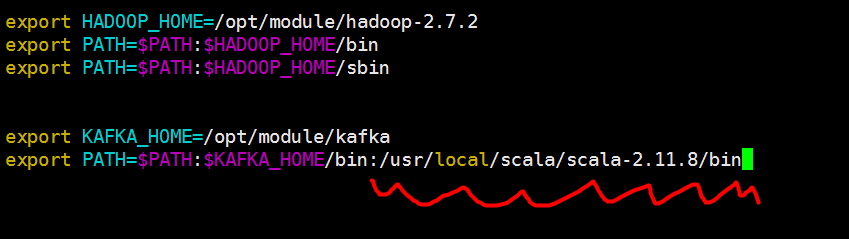 export HADOOP_HOME=/opt/module/hadoop-2.7.2
export PATH=$PATH:$HADOOP_HOME/bin
export PATH=$PATH:$HADOOP_HOME/sbin
export KAFKA_HOME=/opt/module/kafka
export PATH=$PATH:$KAFKA_HOME/bin:/usr/local/scala/scala-2.11.8/bin